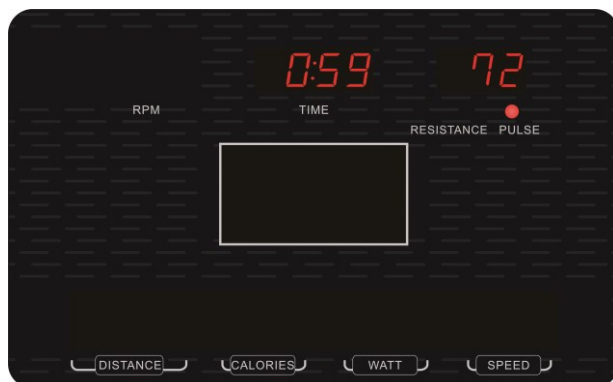 0:59 72
RPM TIME
RESISTANCE PULSE
DISTANCE CALORIES WATT SPEED